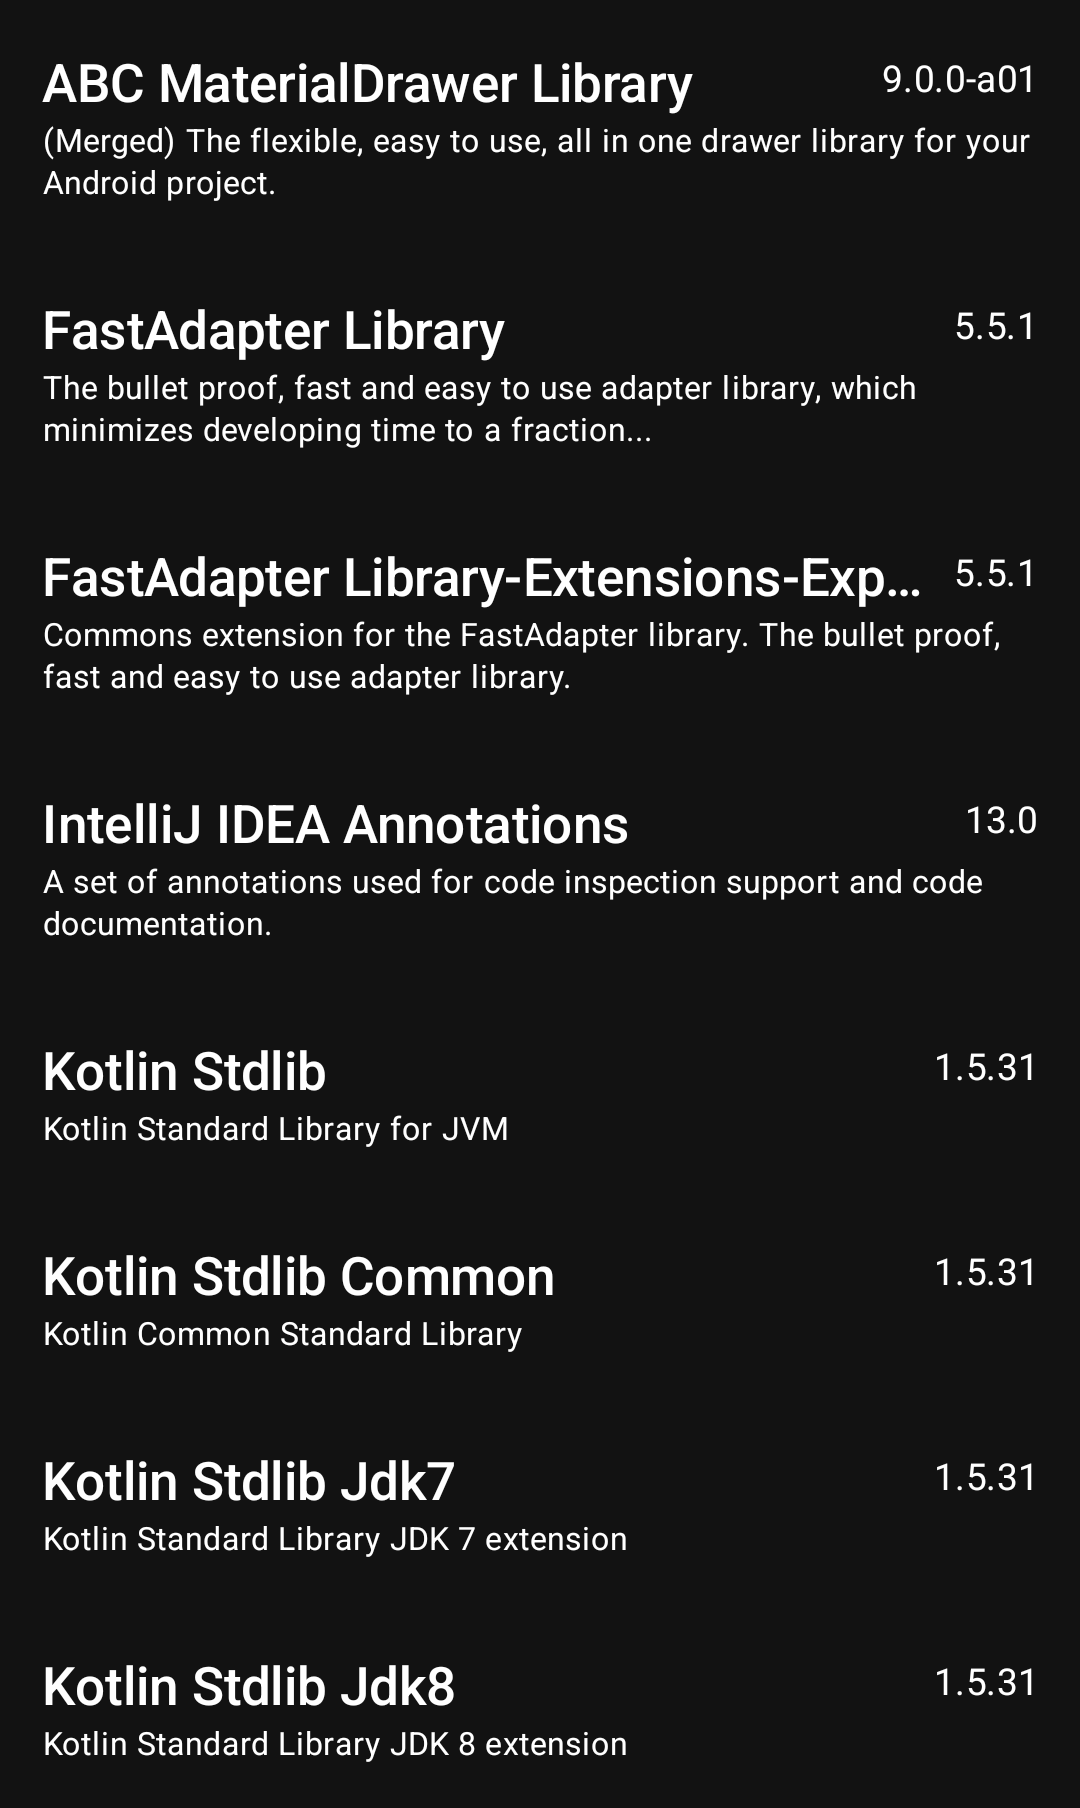 ABC MaterialDrawer Library 9.0.0-a01
(Merged) The flexible, easy to use, all in one drawer library for your
Android project.
FastAdapter Library 5.5.1
The bullet proof, fast and easy to use adapter library, which
minimizes developing time to a fraction...
FastAdapter Library-Extensions-Exp... 5.5.1
Commons extension for the FastAdapter library. The bullet proof,
fast and easy to use adapter library.
IntelliJ IDEA Annotations 13.0
A set of annotations used for code inspection support and code
documentation.
Kotlin Stdlib 1.5.31
Kotlin Standard Library for JVM
Kotlin Stdlib Common 1.5.31
Kotlin Common Standard Library
Kotlin Stdlib Jdk7 1.5.31
Kotlin Standard Library JDK 7 extension
Kotlin Stdlib Jdk8 1.5.31
Kotlin Standard Library JDK 8 extension